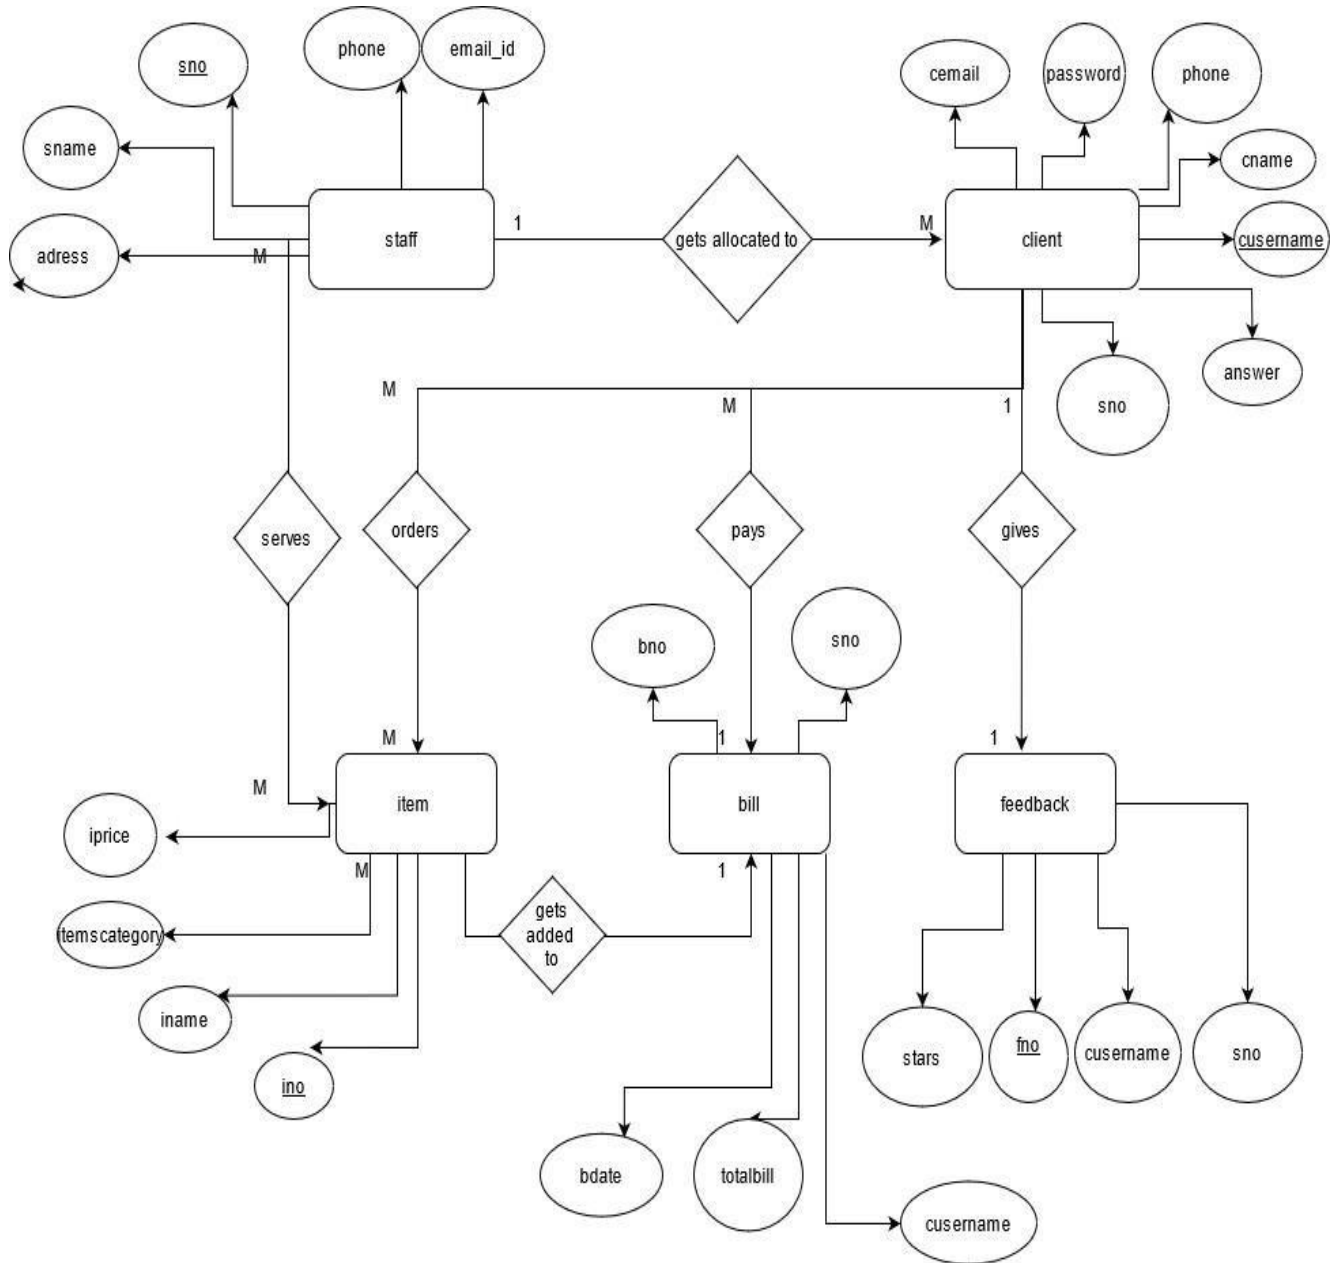 phone
email_id
sno
cemail
password
phone
sname
cname
1
M
staff
gets allocated to
client
cusername
adress
M
answer
sno
M
M
1
serves
orders
pays
gives
bno
sno
M
1
1
M
item
bill
feedback
iprice
M
1
gets
added
to
itemscategory
iname
ino
stars
fno
cusername
sno
bdate
totalbill
cusername